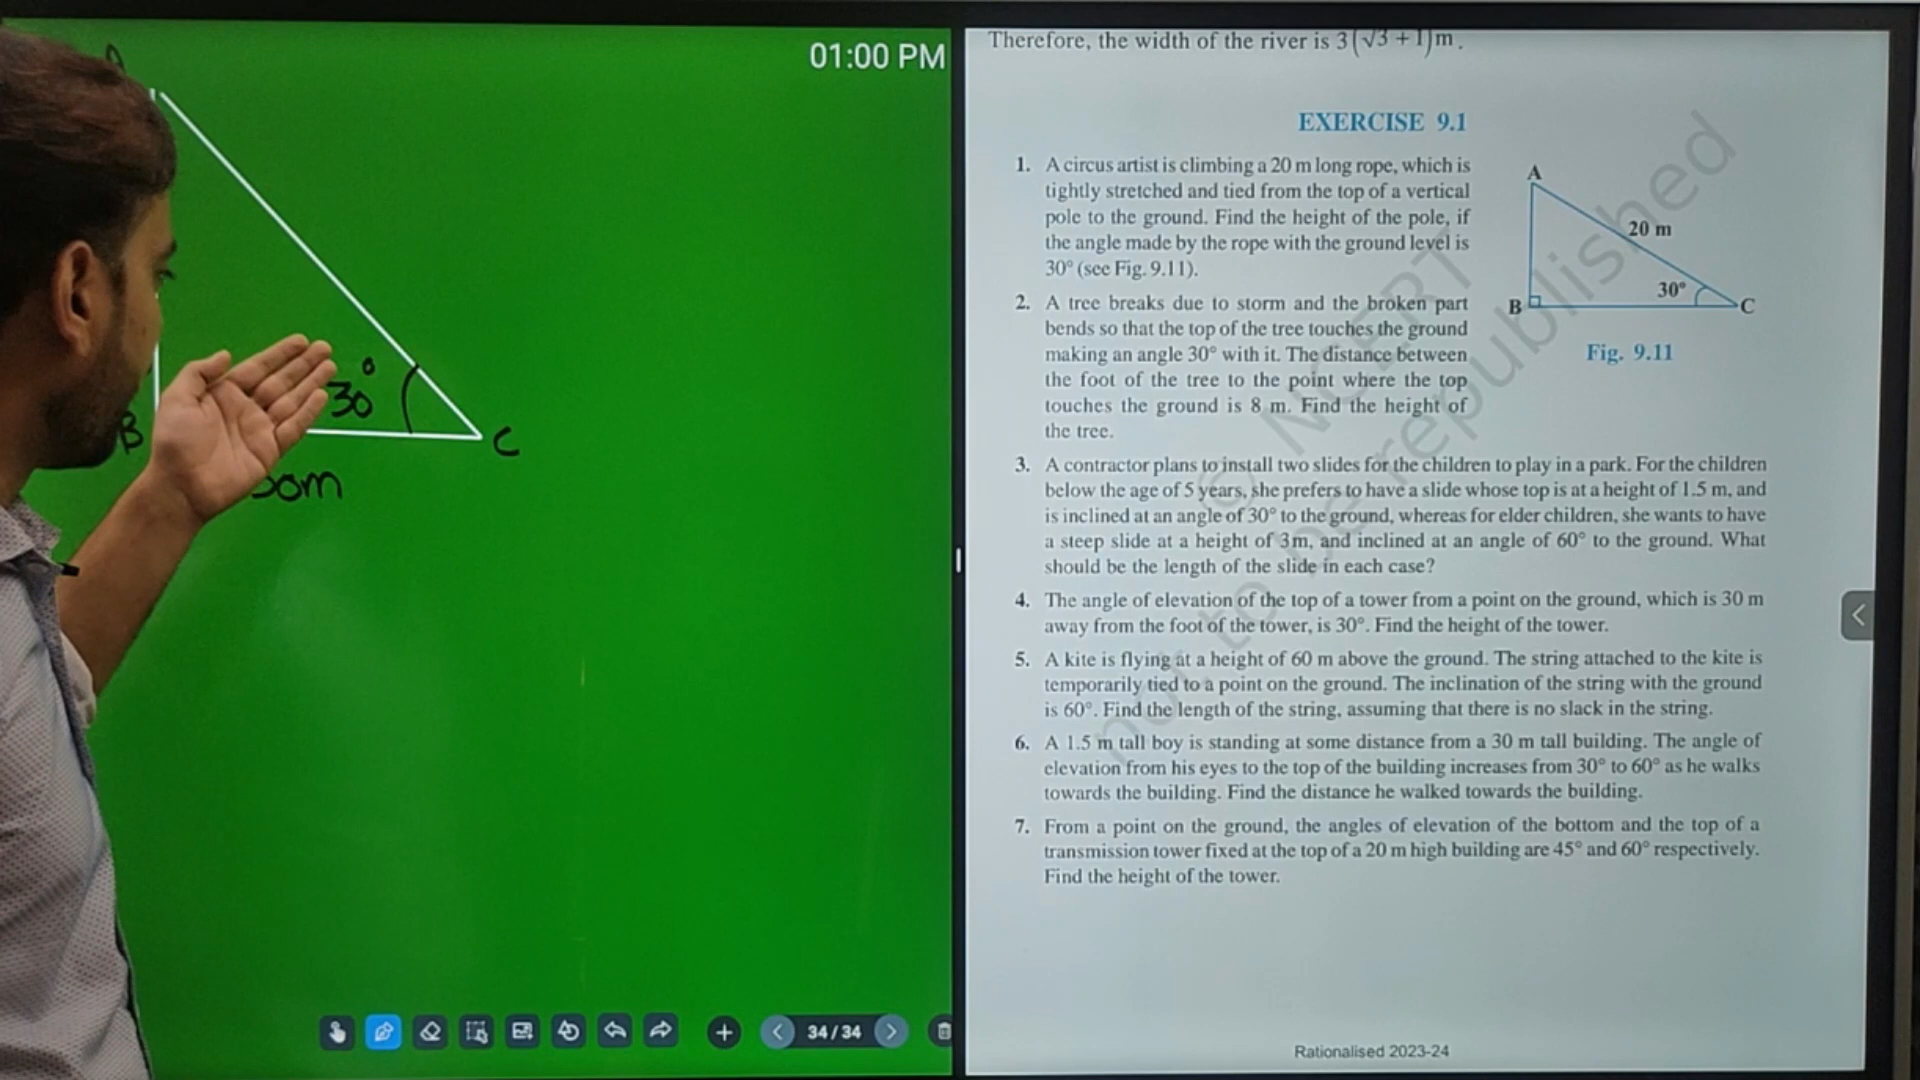 A
01:00 PM
30°
B
C
30m
34/34
Therefore, the width of the river is 3(√3 + 1)m.
EXERCISE 9.1
1. A circus artist is climbing a 20 m long rope, which is
tightly stretched and tied from the top of a vertical
pole to the ground. Find the height of the pole, if
the angle made by the rope with the ground level is
30° (see Fig. 9.11).
A
20 m
30°
B
C
Fig. 9.11
2. A tree breaks due to storm and the broken part
bends so that the top of the tree touches the ground
making an angle 30° with it. The distance between
the foot of the tree to the point where the top
touches the ground is 8 m. Find the height of
the tree.
3. A contractor plans to install two slides for the children to play in a park. For the children
below the age of 5 years, she prefers to have a slide whose top is at a height of 1.5 m, and
is inclined at an angle of 30° to the ground, whereas for elder children, she wants to have
a steep slide at a height of 3m, and inclined at an angle of 60° to the ground. What
should be the length of the slide in each case?
4. The angle of elevation of the top of a tower from a point on the ground, which is 30 m
away from the foot of the tower, is 30°. Find the height of the tower.
5. A kite is flying at a height of 60 m above the ground. The string attached to the kite is
temporarily tied to a point on the ground. The inclination of the string with the ground
is 60°. Find the length of the string, assuming that there is no slack in the string.
6. A 1.5 m tall boy is standing at some distance from a 30 m tall building. The angle of
elevation from his eyes to the top of the building increases from 30° to 60° as he walks
towards the building. Find the distance he walked towards the building.
7. From a point on the ground, the angles of elevation of the bottom and the top of a
transmission tower fixed at the top of a 20 m high building are 45° and 60° respectively.
Find the height of the tower.
© NCERT
not to be republished
Rationalised 2023-24